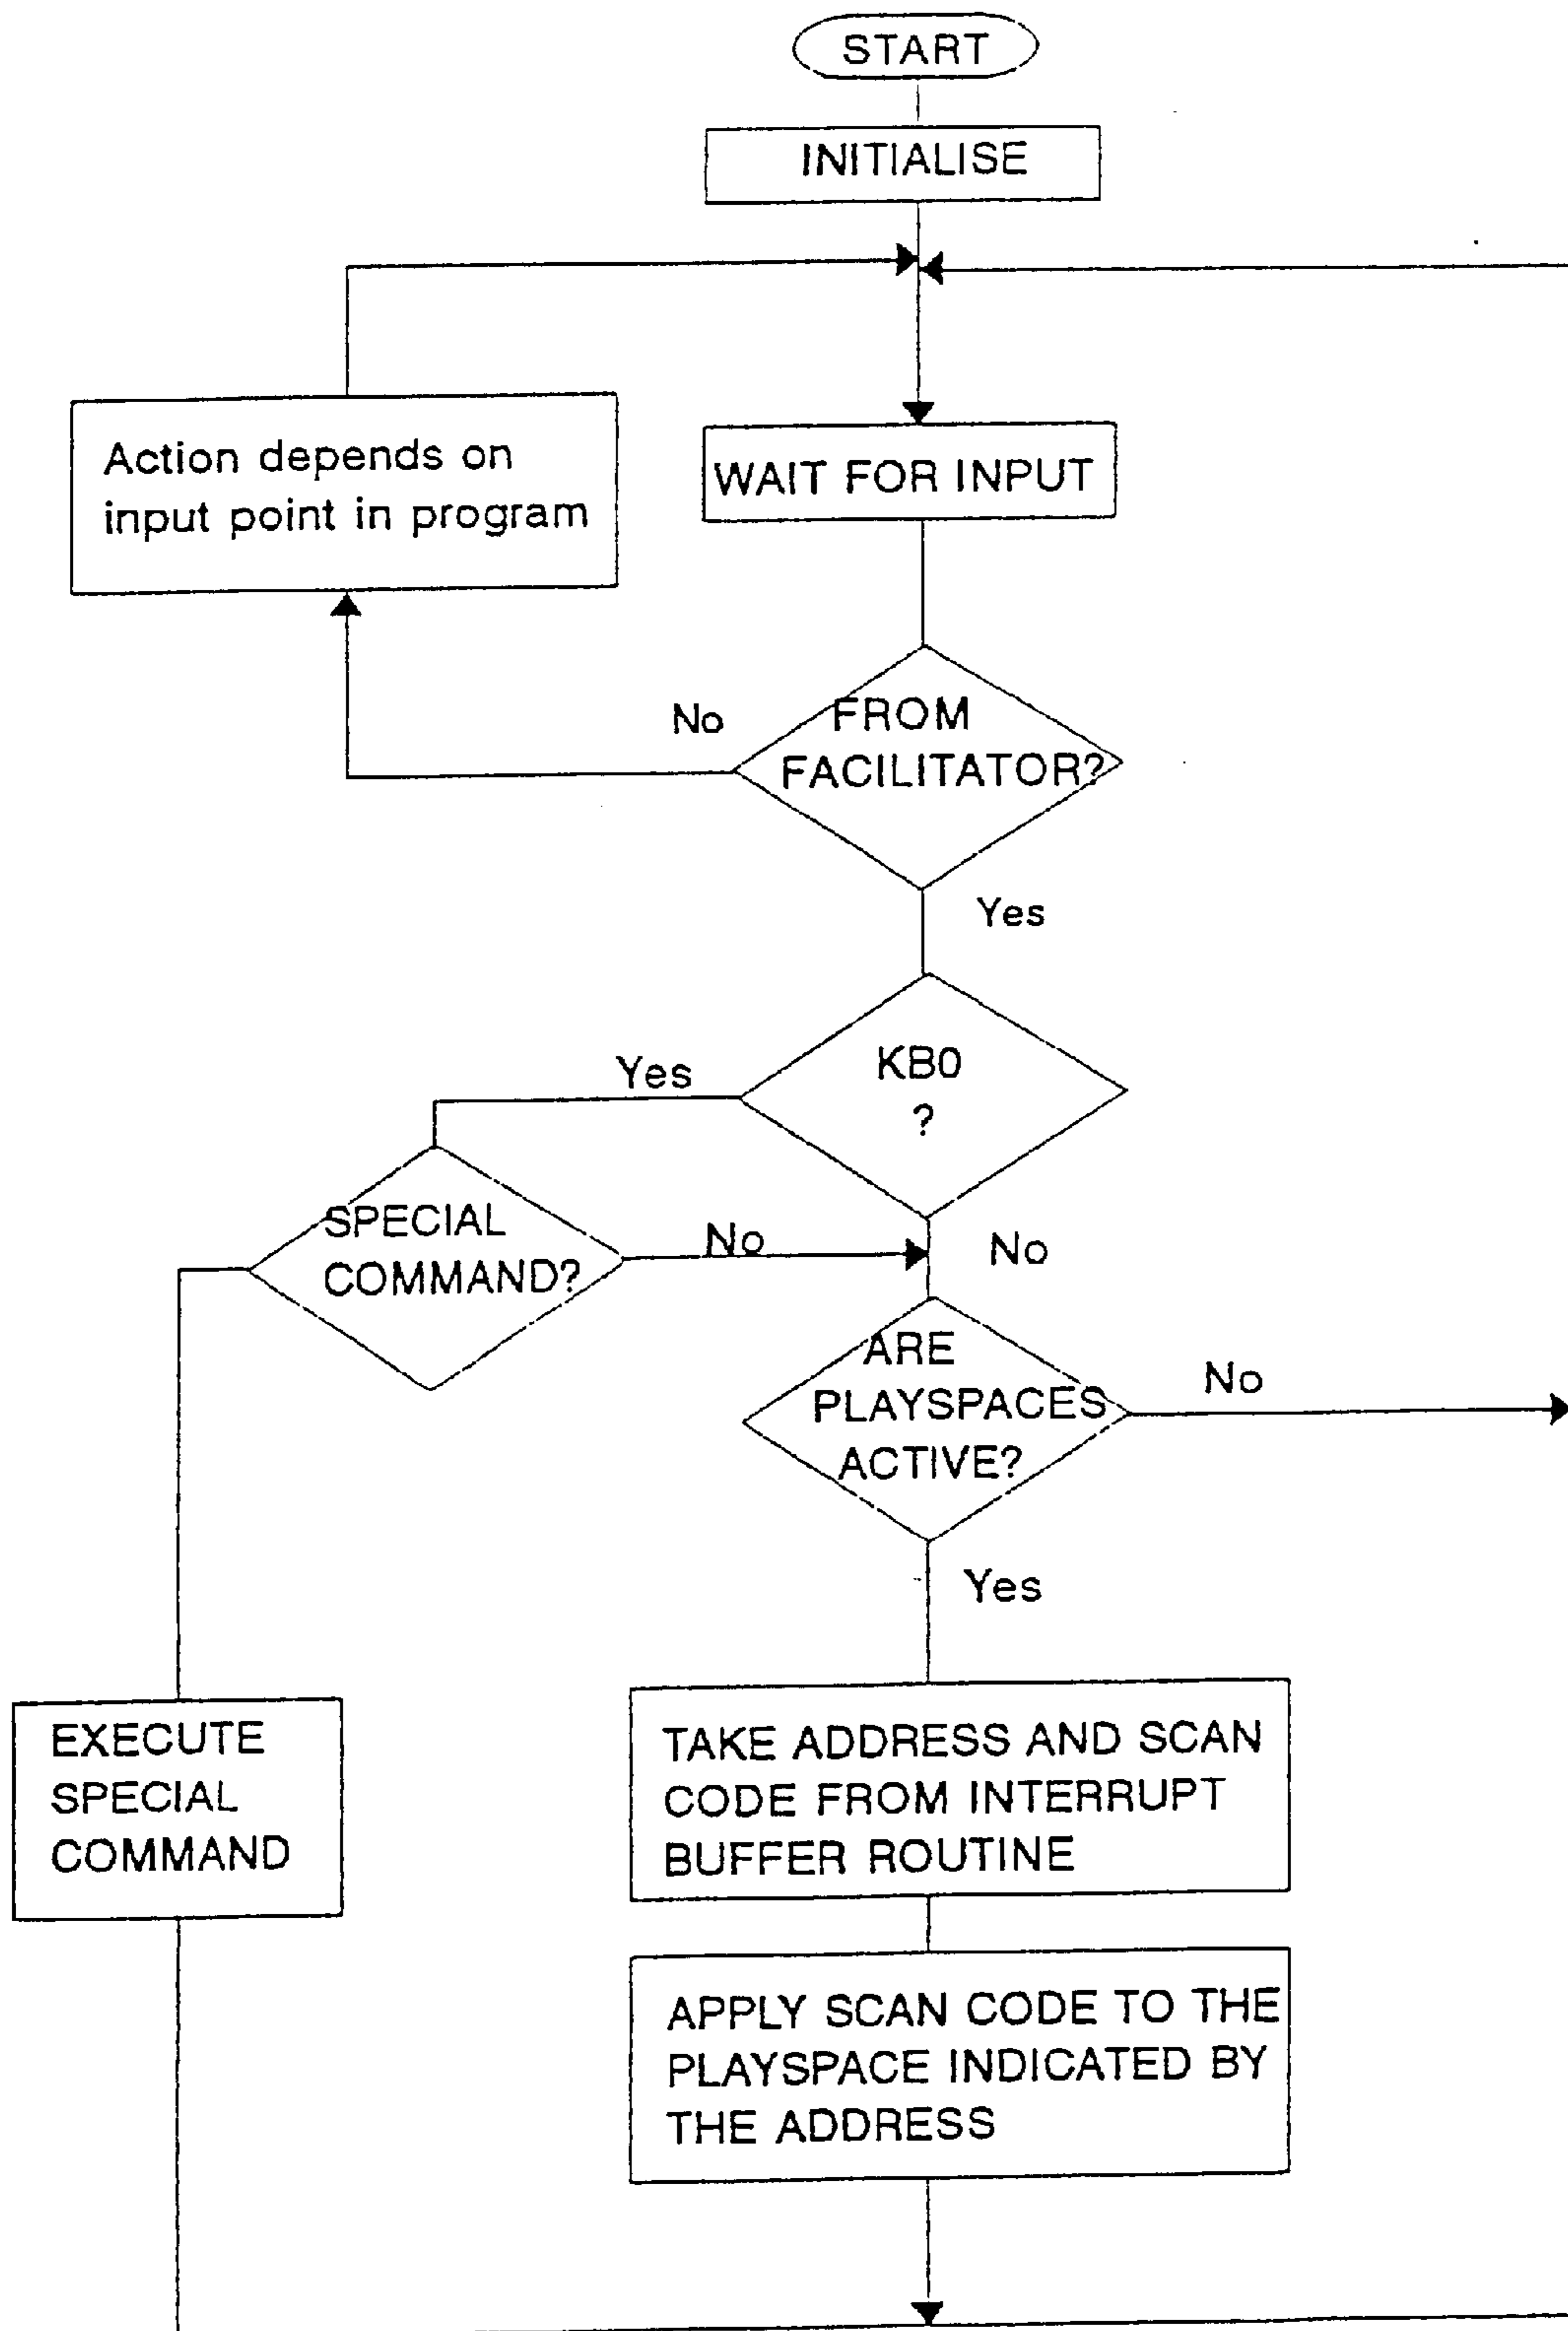 START
INITIALISE
Action depends on
input point in program
WAIT FOR INPUT
No
FROM
FACILITATOR?
Yes
KB0
?
Yes
SPECIAL
COMMAND?
No
No
ARE
PLAYSPACES
ACTIVE?
No
Yes
EXECUTE
SPECIAL
COMMAND
TAKE ADDRESS AND SCAN
CODE FROM INTERRUPT
BUFFER ROUTINE
APPLY SCAN CODE TO THE
PLAYSPACE INDICATED BY
THE ADDRESS